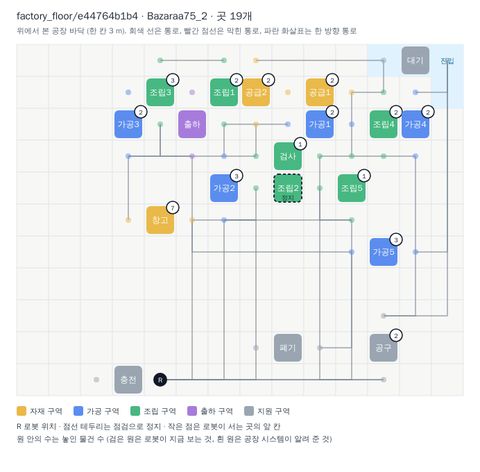 factory_floor/e44764b1b4 · Bazaraa75_2 · 곳 19개
위에서 본 공장 바닥 (한 칸 3 m). 회색 선은 통로, 빨간 점선은 막힌 통로, 파란 화살표는 한 방향 통로
대기
진입
조립3 3
조립1 2
공급2 2
공급1 2
가공3 2
출하
가공1 2
조립4 2
가공4 2
검사 1
가공2 3
조립2
정지
조립5 1
창고 7
가공5 3
폐기
공구 2
충전
R
자재 구역 가공 구역 조립 구역 출하 구역 지원 구역
R 로봇 위치 · 점선 테두리는 점검으로 정지 · 작은 점은 로봇이 서는 곳의 앞 칸
원 안의 수는 놓인 물건 수 (검은 원은 로봇이 지금 보는 것, 흰 원은 공장 시스템이 알려 준 것)